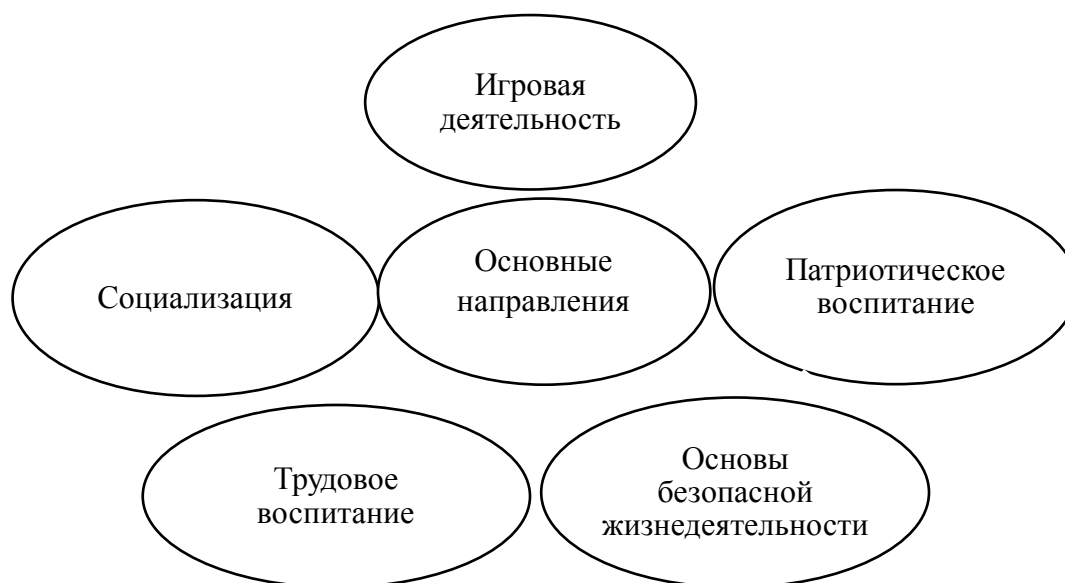 Игровая
деятельность
Социализация
Основные
направления
Патриотическое
воспитание
Трудовое
воспитание
Основы
безопасной
жизнедеятельности